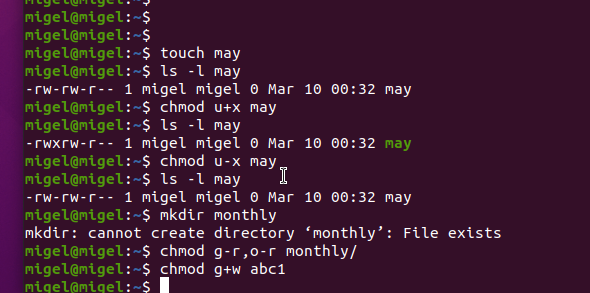 migel@migel:~$
migel@migel:~$
migel@migel:~$
migel@migel:~$ touch may
migel@migel:~$ ls -l may
-rw-rw-r-- 1 migel migel 0 Mar 10 00:32 may
migel@migel:~$ chmod u+x may
migel@migel:~$ ls -l may
-rwxrw-r-- 1 migel migel 0 Mar 10 00:32 may
migel@migel:~$ chmod u-x may
migel@migel:~$ ls -l may
-rw-rw-r-- 1 migel migel 0 Mar 10 00:32 may
migel@migel:~$ mkdir monthly
mkdir: cannot create directory ‘monthly’: File exists
migel@migel:~$ chmod g-r,o-r monthly/
migel@migel:~$ chmod g+w abc1
migel@migel:~$